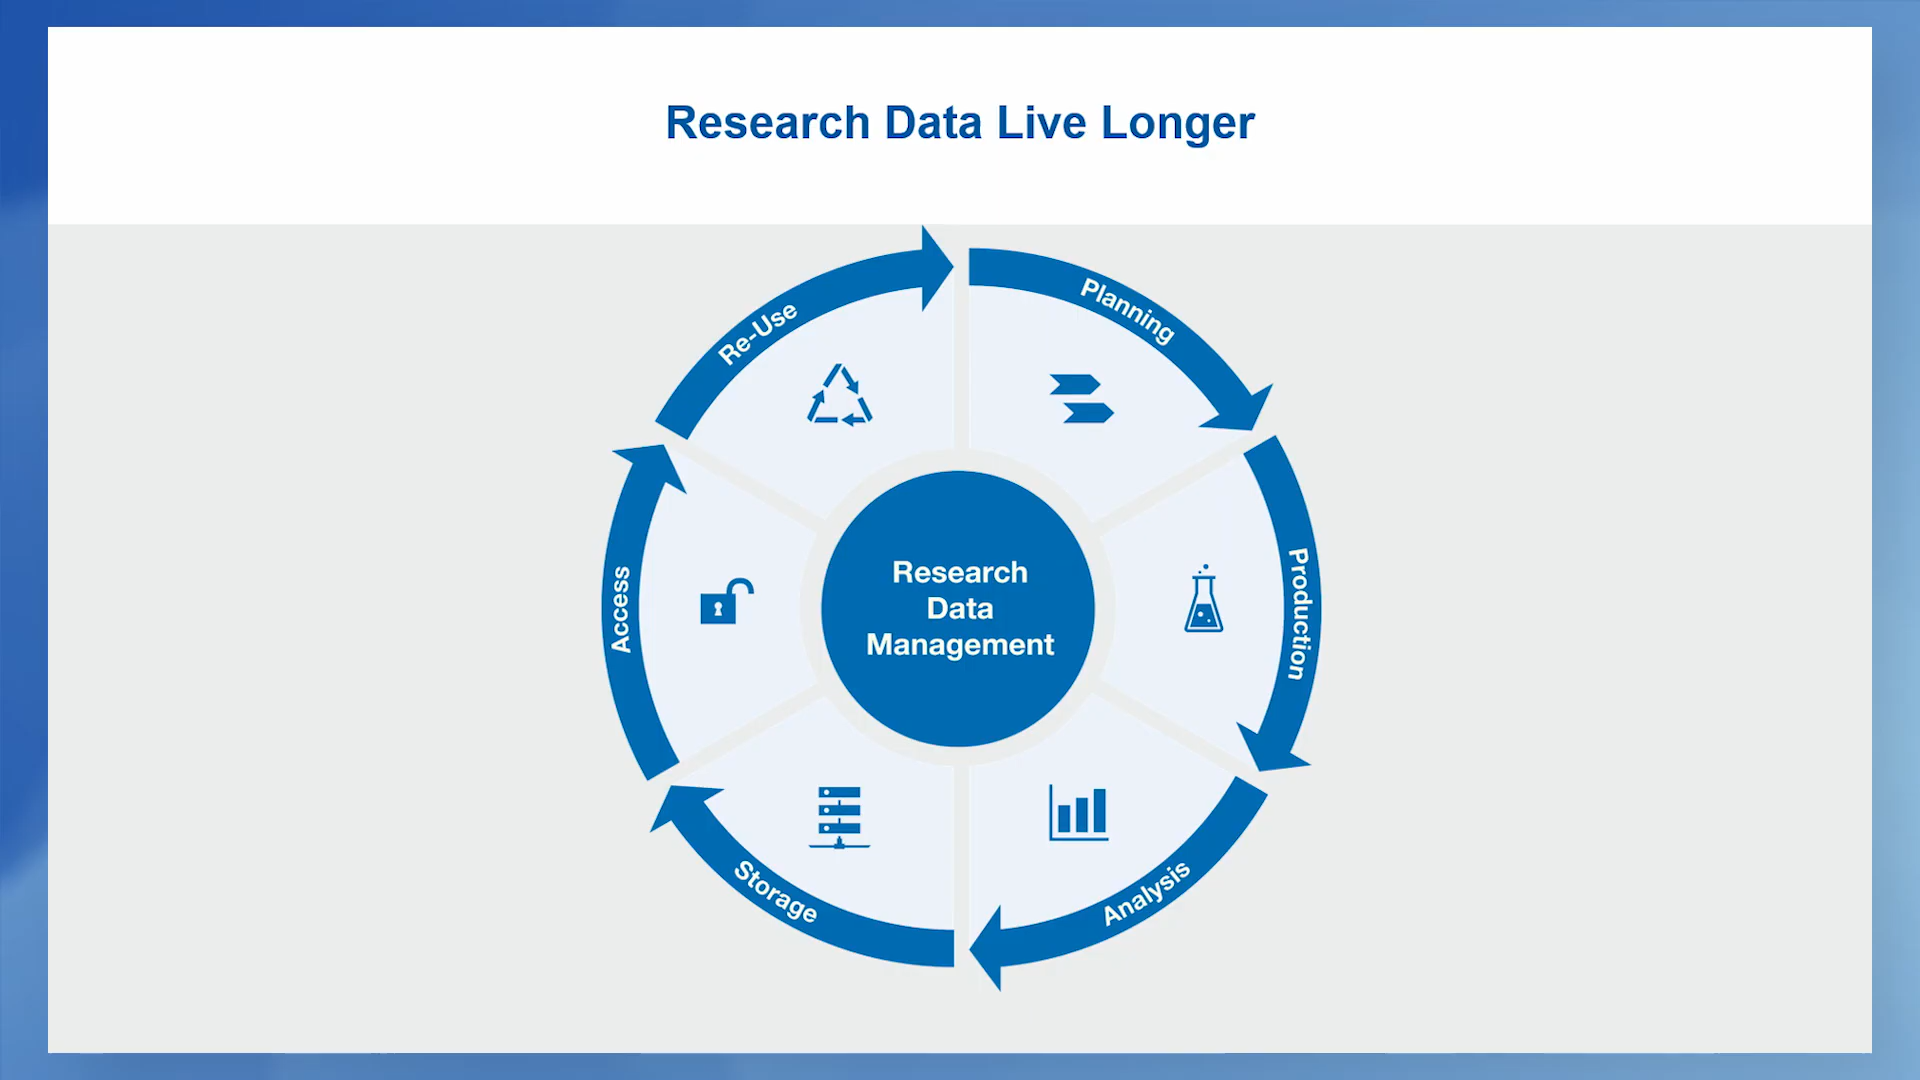 Research Data Live Longer
Planning
Production
Analysis
Storage
Access
Re-Use
Research
Data
Management